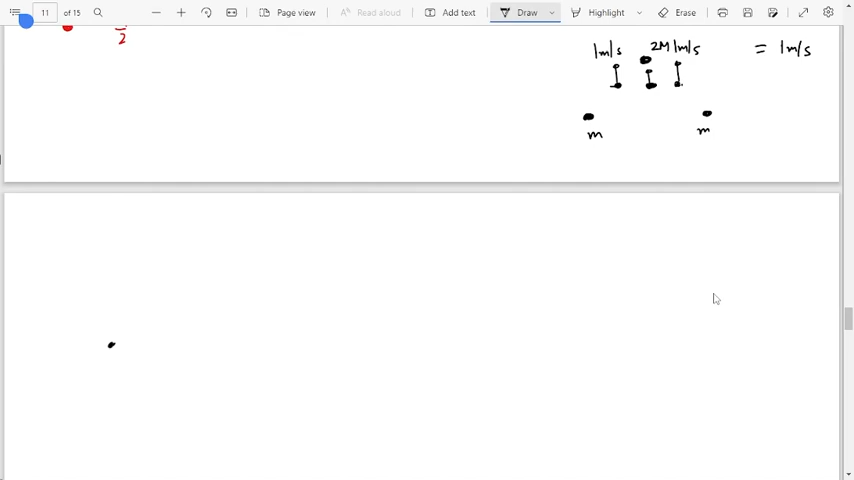 11 of 15 Page view Read aloud Add text Draw Highlight Erase
2
1m/s 2M 1m/s = 1m/s
m m